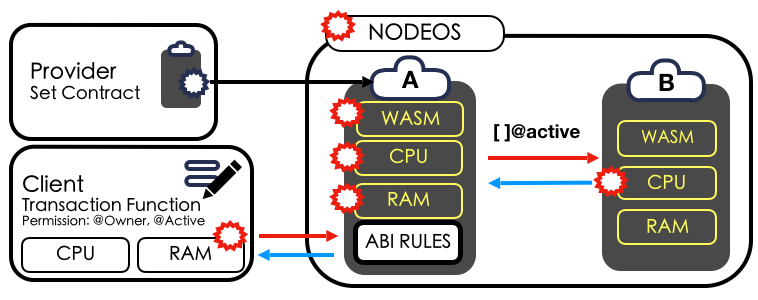 Provider
Set Contract
Client
Transaction Function
Permission: @Owner, @Active
CPU
RAM
NODEOS
A
WASM
CPU
RAM
ABI RULES
[ ]@active
B
WASM
CPU
RAM